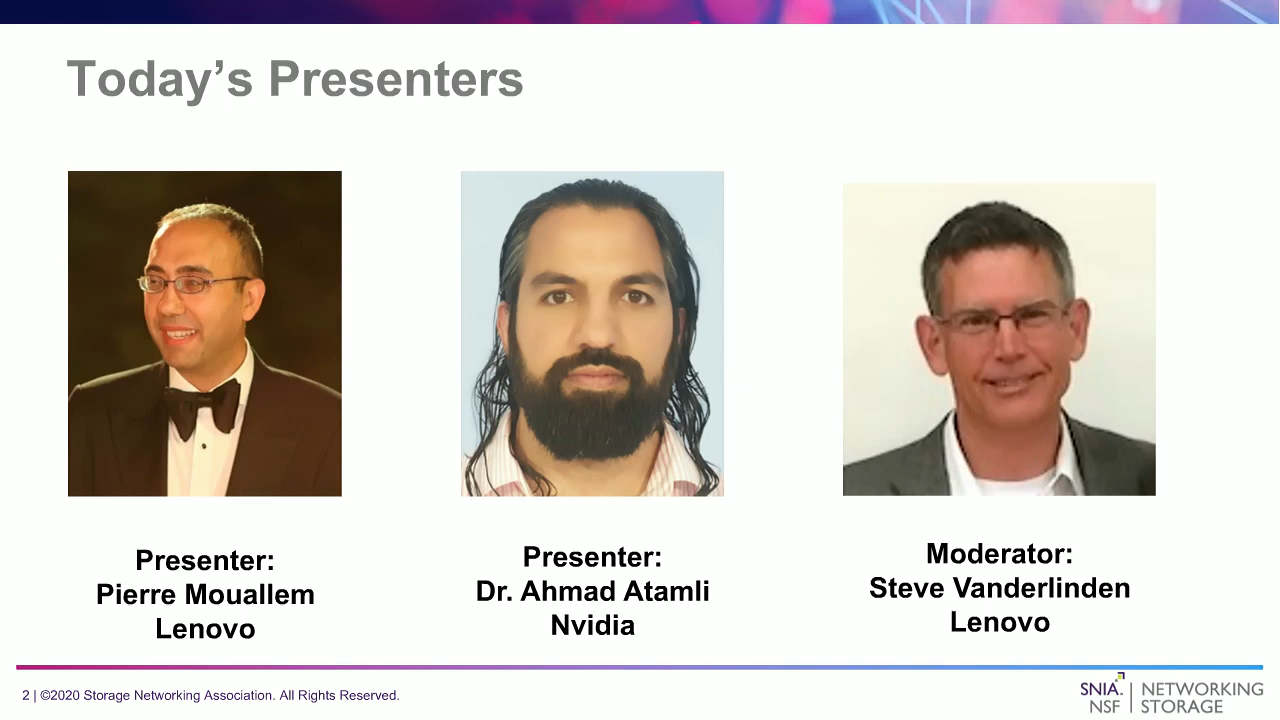 Today’s Presenters
Presenter:
Pierre Mouallem
Lenovo
Presenter:
Dr. Ahmad Atamli
Nvidia
Moderator:
Steve Vanderlinden
Lenovo
2 | ©2020 Storage Networking Association. All Rights Reserved.
SNIA. | NETWORKING
NSF | STORAGE